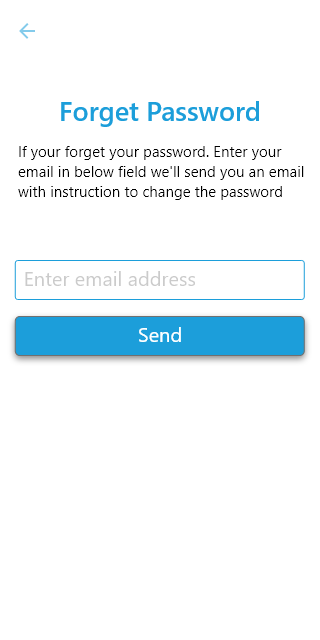 Forget Password
If your forget your password. Enter your
email in below field we'll send you an email
with instruction to change the password
Enter email address
Send